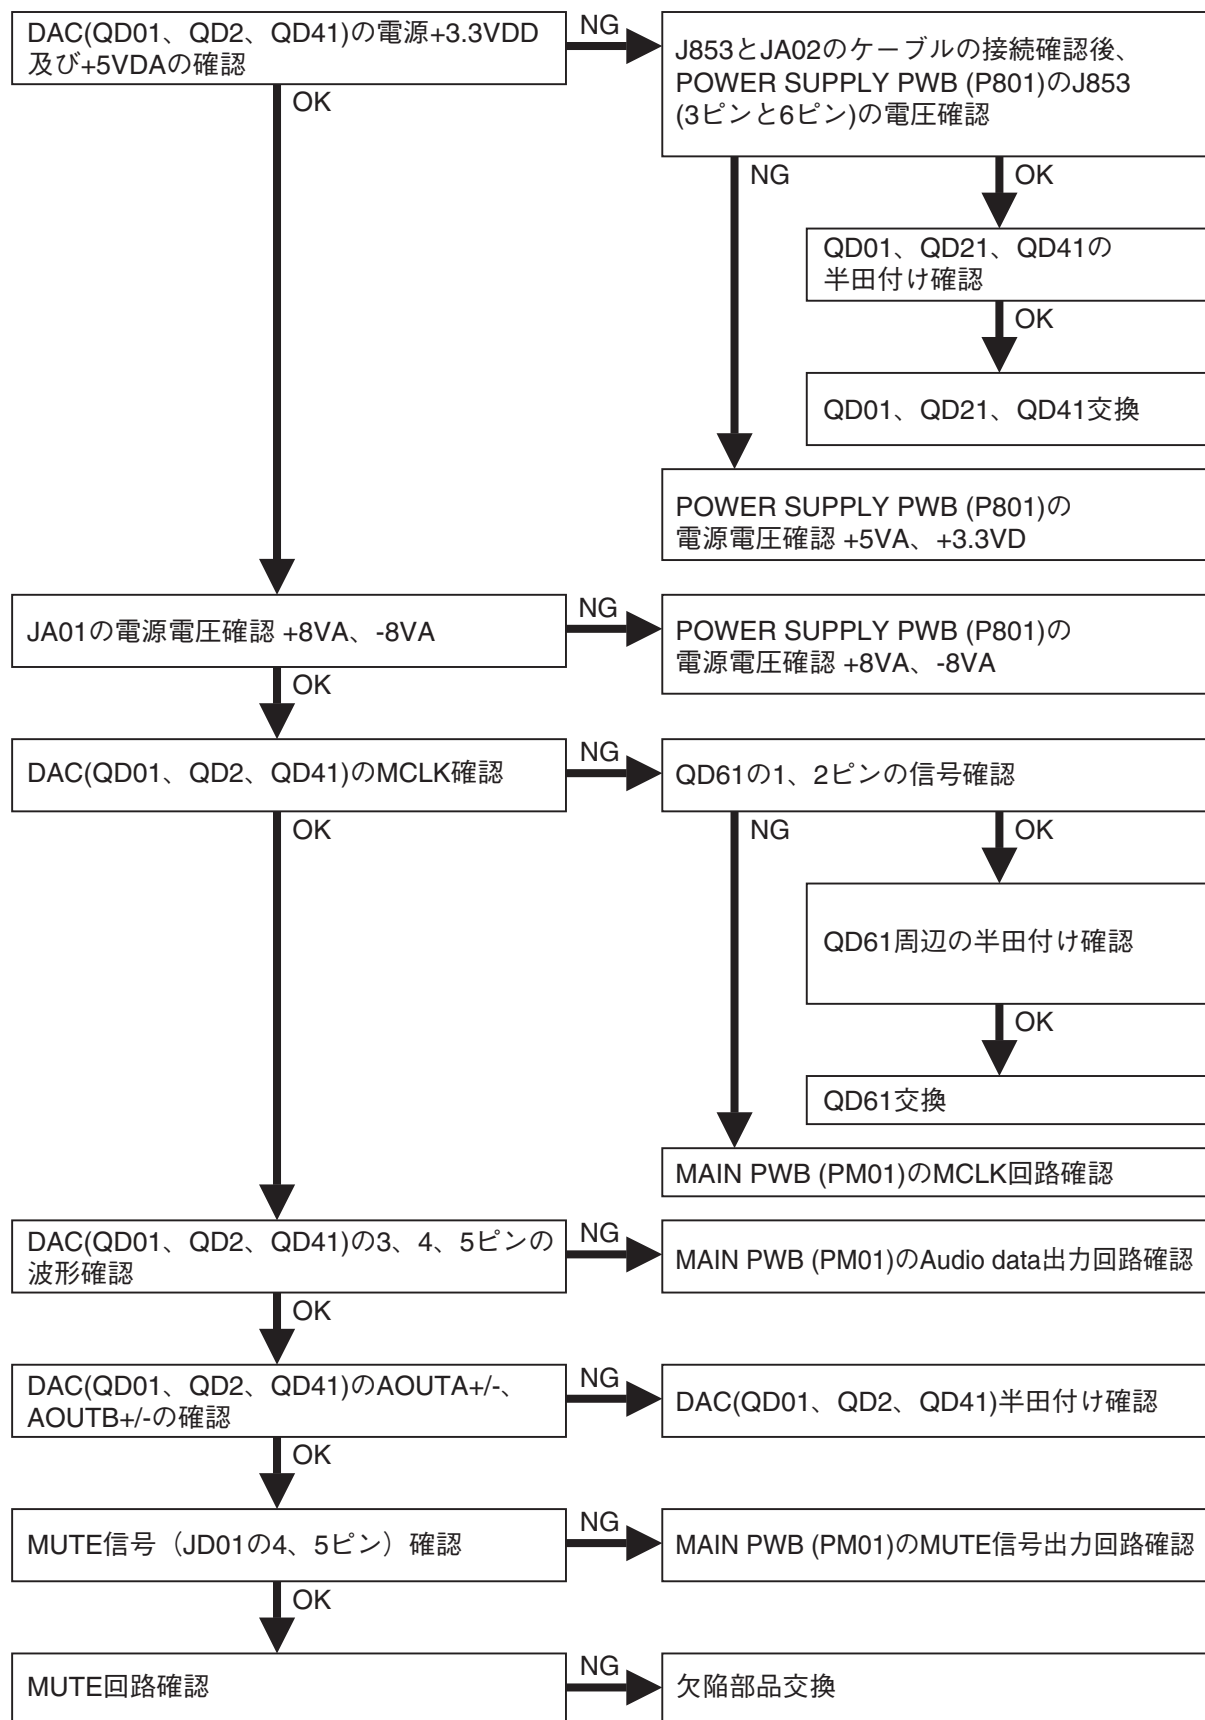 DAC(QD01、QD2、QD41)の電源+3.3VDD
及び+5VDAの確認
NG
J853とJA02のケーブルの接続確認後、
POWER SUPPLY PWB (P801)のJ853
(3ピンと6ピン)の電圧確認
OK
NG
OK
QD01、QD21、QD41の
半田付け確認
OK
QD01、QD21、QD41交換
POWER SUPPLY PWB (P801)の
電源電圧確認 +5VA、+3.3VD
JA01の電源電圧確認 +8VA、-8VA
NG
POWER SUPPLY PWB (P801)の
電源電圧確認 +8VA、-8VA
OK
DAC(QD01、QD2、QD41)のMCLK確認
NG
QD61の1、2ピンの信号確認
OK
NG
OK
QD61周辺の半田付け確認
OK
QD61交換
MAIN PWB (PM01)のMCLK回路確認
DAC(QD01、QD2、QD41)の3、4、5ピンの
波形確認
NG
MAIN PWB (PM01)のAudio data出力回路確認
OK
DAC(QD01、QD2、QD41)のAOUTA+/-、
AOUTB+/-の確認
NG
DAC(QD01、QD2、QD41)半田付け確認
OK
MUTE信号（JD01の4、5ピン）確認
NG
MAIN PWB (PM01)のMUTE信号出力回路確認
OK
MUTE回路確認
NG
欠陥部品交換